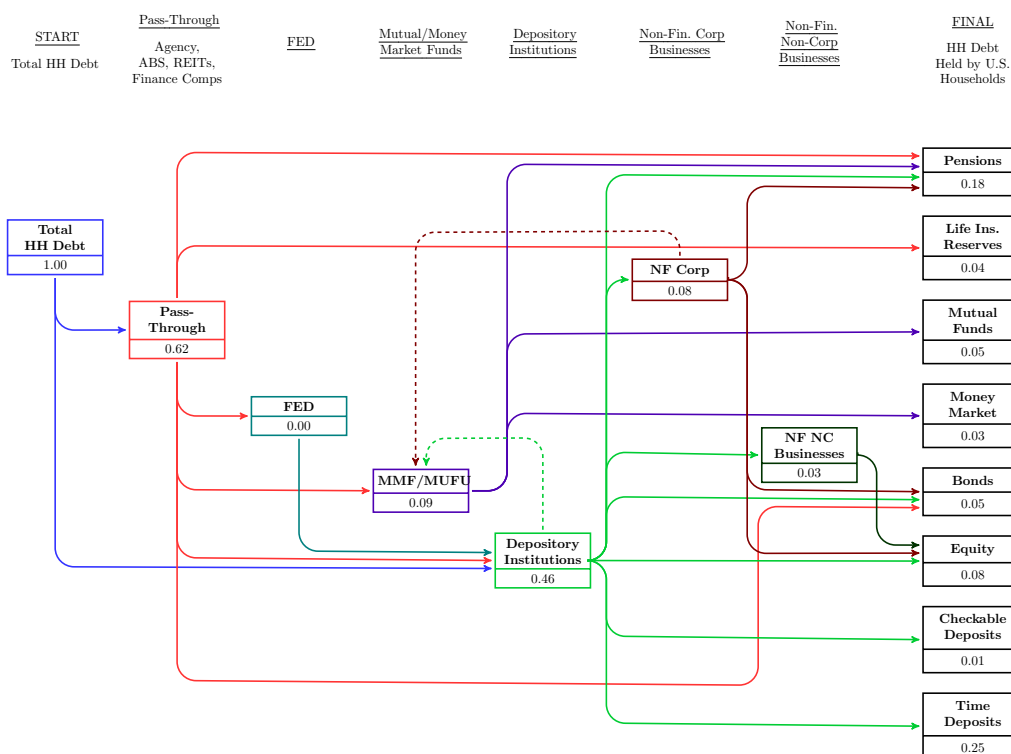 START
Total HH Debt
Pass-Through
Agency,
ABS, REITs,
Finance Comps
FED
Mutual/Money
Market Funds
Depository
Institutions
Non-Fin. Corp
Businesses
Non-Fin.
Non-Corp
Businesses
FINAL
HH Debt
Held by U.S.
Households
Total
HH Debt
1.00
Pass-
Through
0.62
FED
0.00
MMF/MUFU
0.09
Depository
Institutions
0.46
NF Corp
0.08
NF NC
Businesses
0.03
Pensions
0.18
Life Ins.
Reserves
0.04
Mutual
Funds
0.05
Money
Market
0.03
Bonds
0.05
Equity
0.08
Checkable
Deposits
0.01
Time
Deposits
0.25